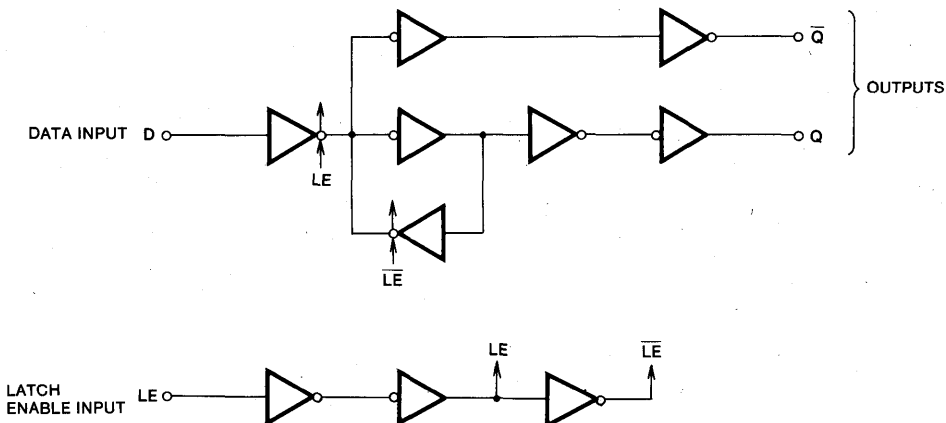 Q̅
OUTPUTS
DATA INPUT D
Q
LE
L̅E̅
LE
L̅E̅
LATCH
ENABLE INPUT LE